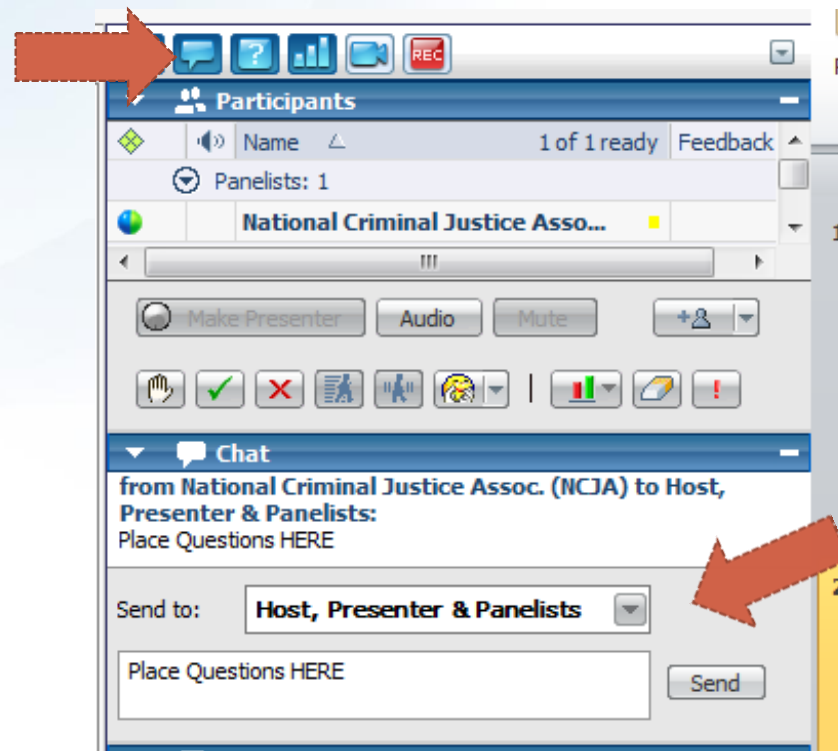 ? REC
Participants
Name 1 of 1 ready Feedback
Panelists: 1
National Criminal Justice Asso...
Make Presenter Audio Mute
Chat
from National Criminal Justice Assoc. (NCJA) to Host,
Presenter & Panelists:
Place Questions HERE
Send to: Host, Presenter & Panelists
Place Questions HERE
Send